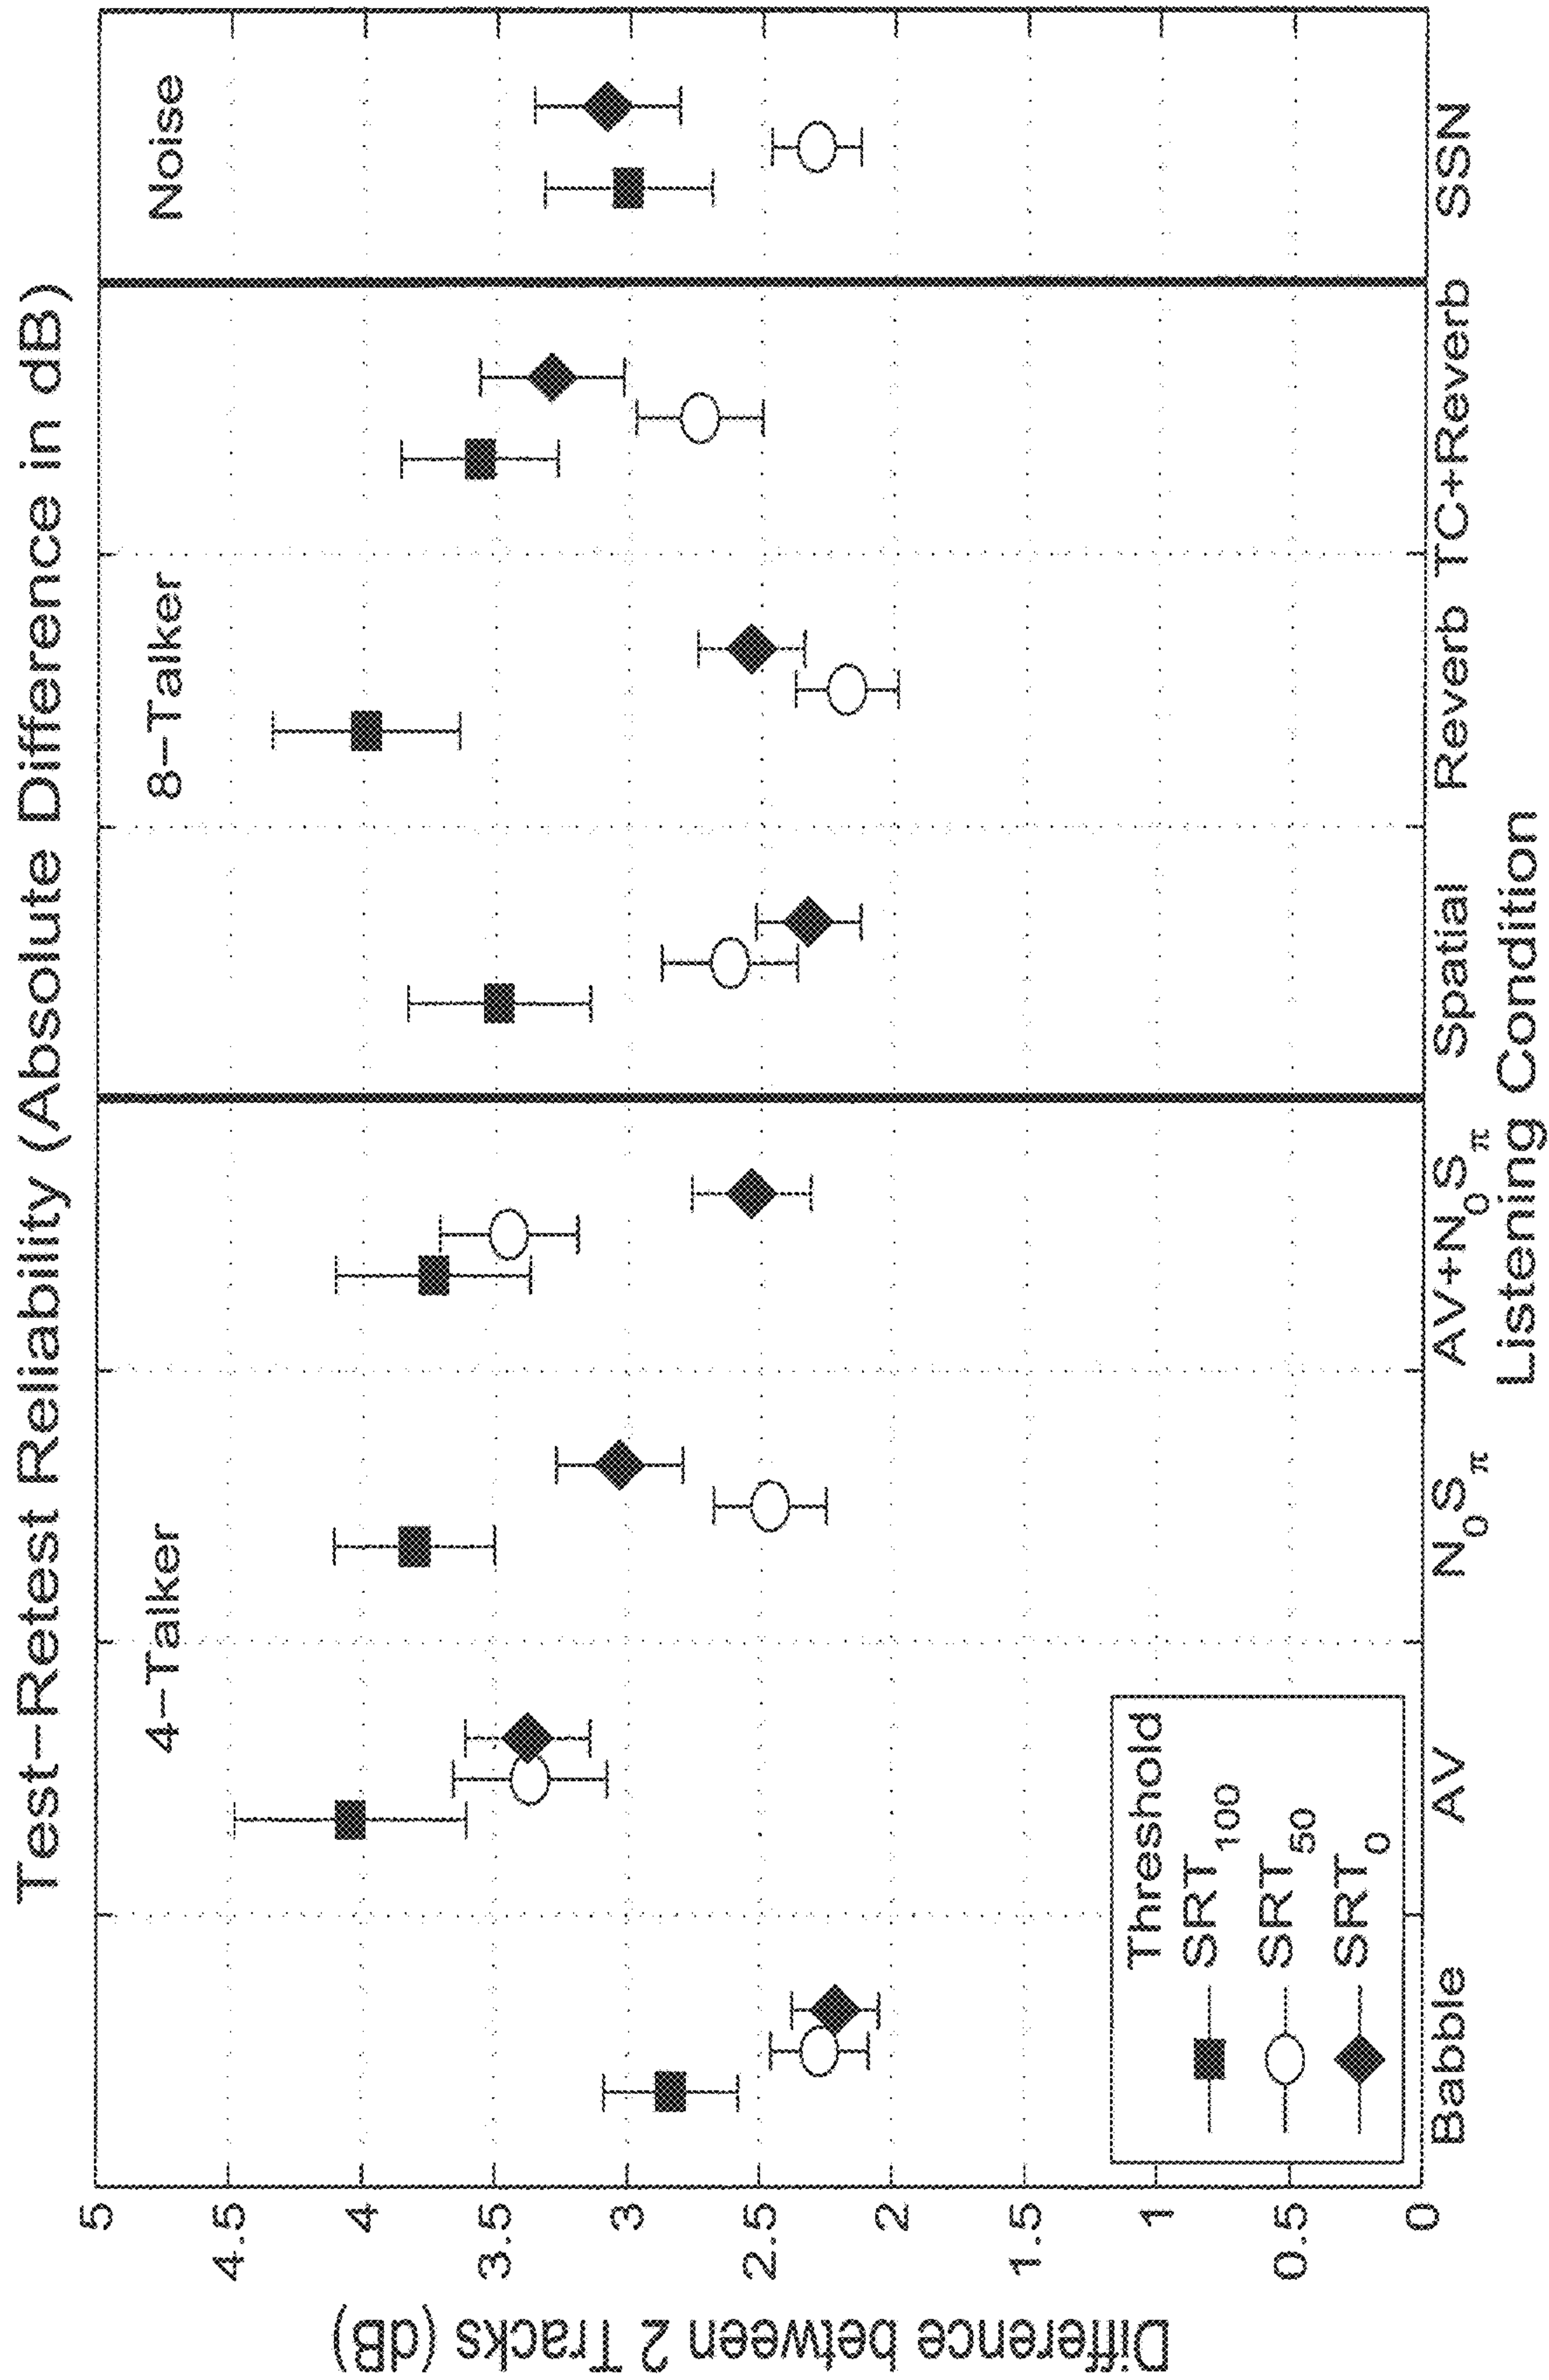 Test-Retest Reliability (Absolute Difference in dB)
4-Talker
8-Talker
Noise
5
4.5
4
3.5
3
2.5
2
1.5
1
0.5
0
Difference between 2 Tracks (dB)
Threshold
SRT100
SRT50
SRT0
Babble
AV
N0Sπ
AV+N0Sπ
Spatial
Reverb
TC+Reverb
SSN
Listening Condition